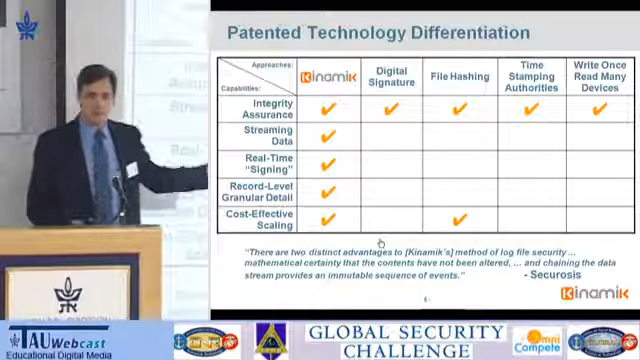 Patented Technology Differentiation
Approaches:
Capabilities:
Kinamik
Digital
Signature
File Hashing
Time
Stamping
Authorities
Write Once
Read Many
Devices
Integrity
Assurance
Streaming
Data
Real-Time
"Signing"
Record-Level
Granular Detail
Cost-Effective
Scaling
"There are two distinct advantages to [Kinamik's] method of log file security ...
mathematical certainty that the contents have not been altered, ... and chaining the data
stream provides an immutable sequence of events."
- Securosis
Kinamik
TAUWebcast
Educational Digital Media
GLOBAL SECURITY
CHALLENGE
Omni
Compete